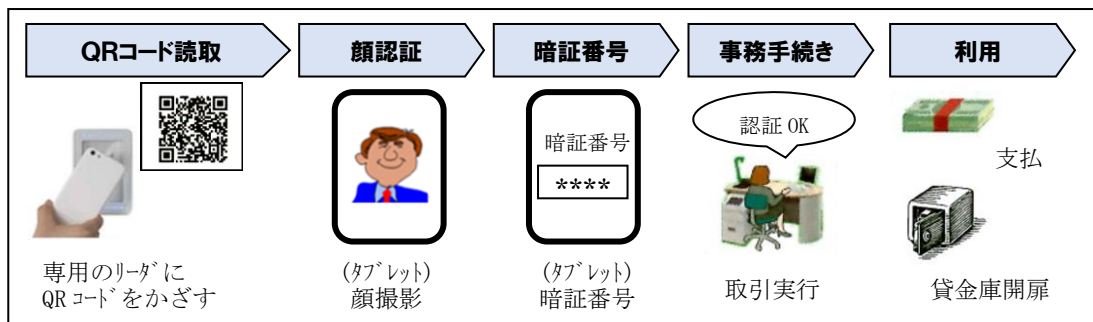 QRコード読取
顔認証
暗証番号
事務手続き
利用
暗証番号
****
認証 OK
支払
専用のﾘｰﾀﾞに
QRｺｰﾄﾞをかざす
(ﾀﾌﾞﾚｯﾄ)
顔撮影
(ﾀﾌﾞﾚｯﾄ)
暗証番号
取引実行
貸金庫開扉